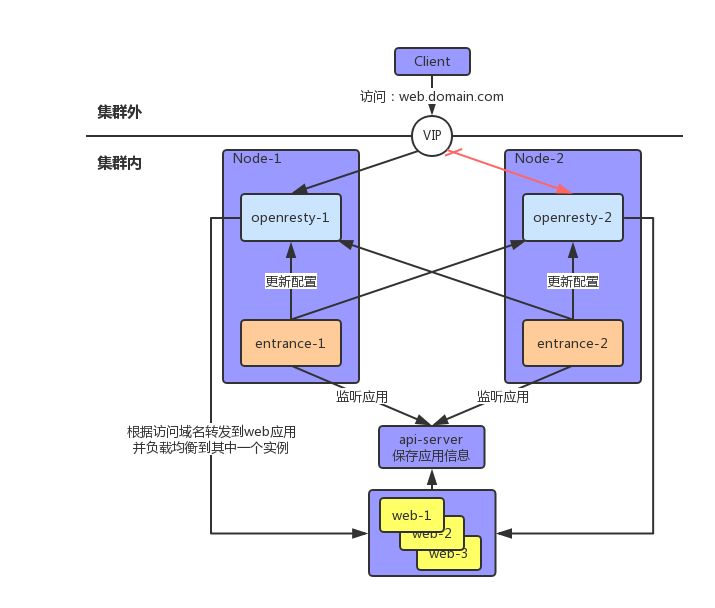 Client
访问：web.domain.com
集群外
VIP
集群内
Node-1
Node-2
openresty-1
openresty-2
更新配置
更新配置
entrance-1
entrance-2
监听应用
监听应用
根据访问域名转发到web应用
并负载均衡到其中一个实例
api-server
保存应用信息
web-1
web-2
web-3